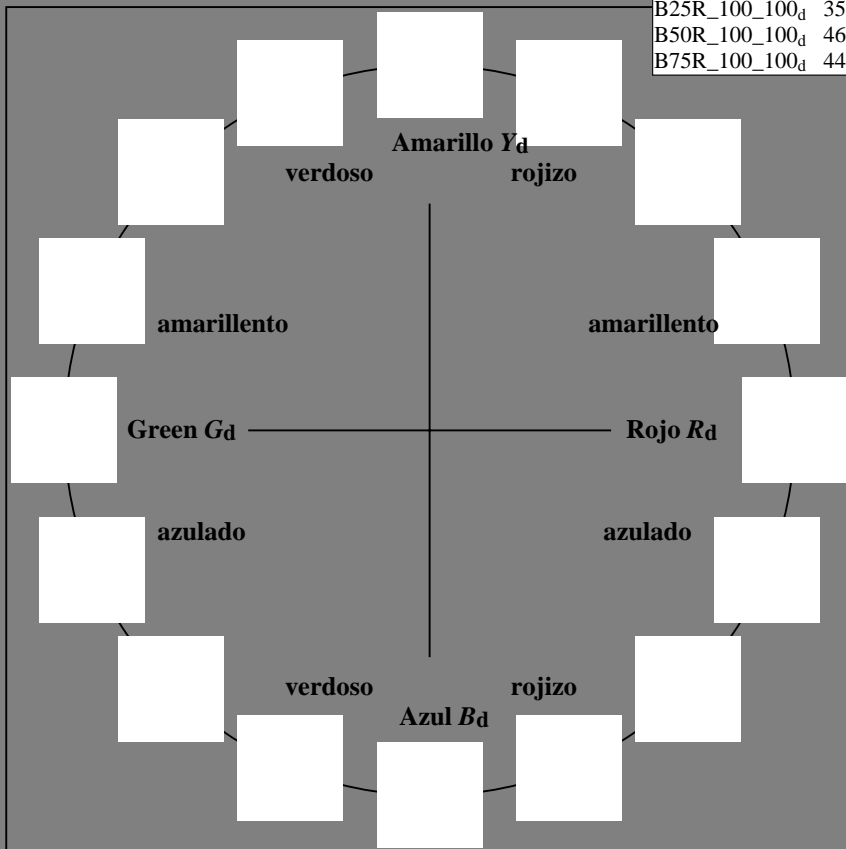 B25R_100_100d 35
B50R_100_100d 46
B75R_100_100d 44
Amarillo Yd
verdoso rojizo
amarillento amarillento
Green Gd Rojo Rd
azulado azulado
verdoso rojizo
Azul Bd